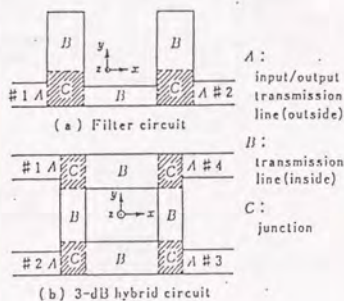 B
B
y
z
x
C
C
#1 A
B
A #2
(a) Filter circuit
A:
input/output
transmission
line(outside)
B:
transmission
line(inside)
C:
junction
#1 A
C
B
C
A #4
B
y
z
x
B
#2 A
C
B
C
A #3
(b) 3-dB hybrid circuit